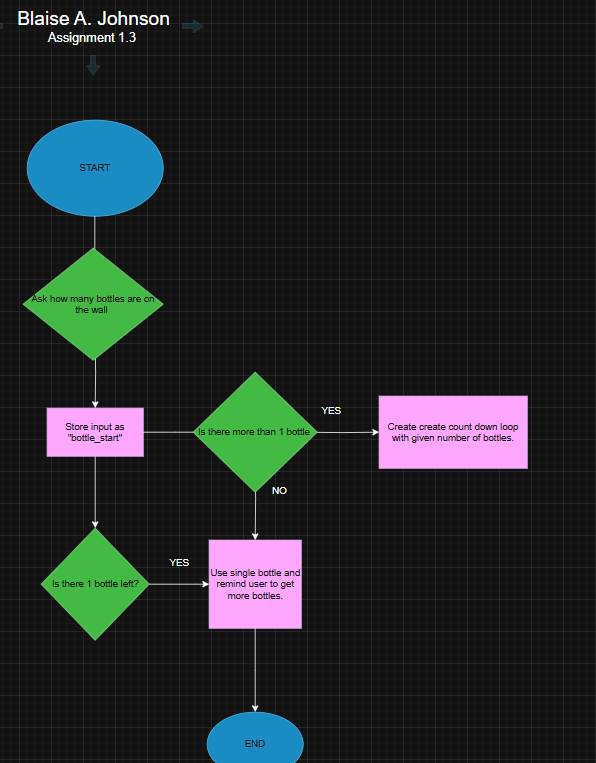 Blaise A. Johnson
Assignment 1.3
START
Ask how many bottles are on
the wall
Store input as
"bottle_start"
Is there more than 1 bottle
YES
Create create count down loop
with given number of bottles.
NO
Is there 1 bottle left?
YES
Use single bottle and
remind user to get
more bottles.
END